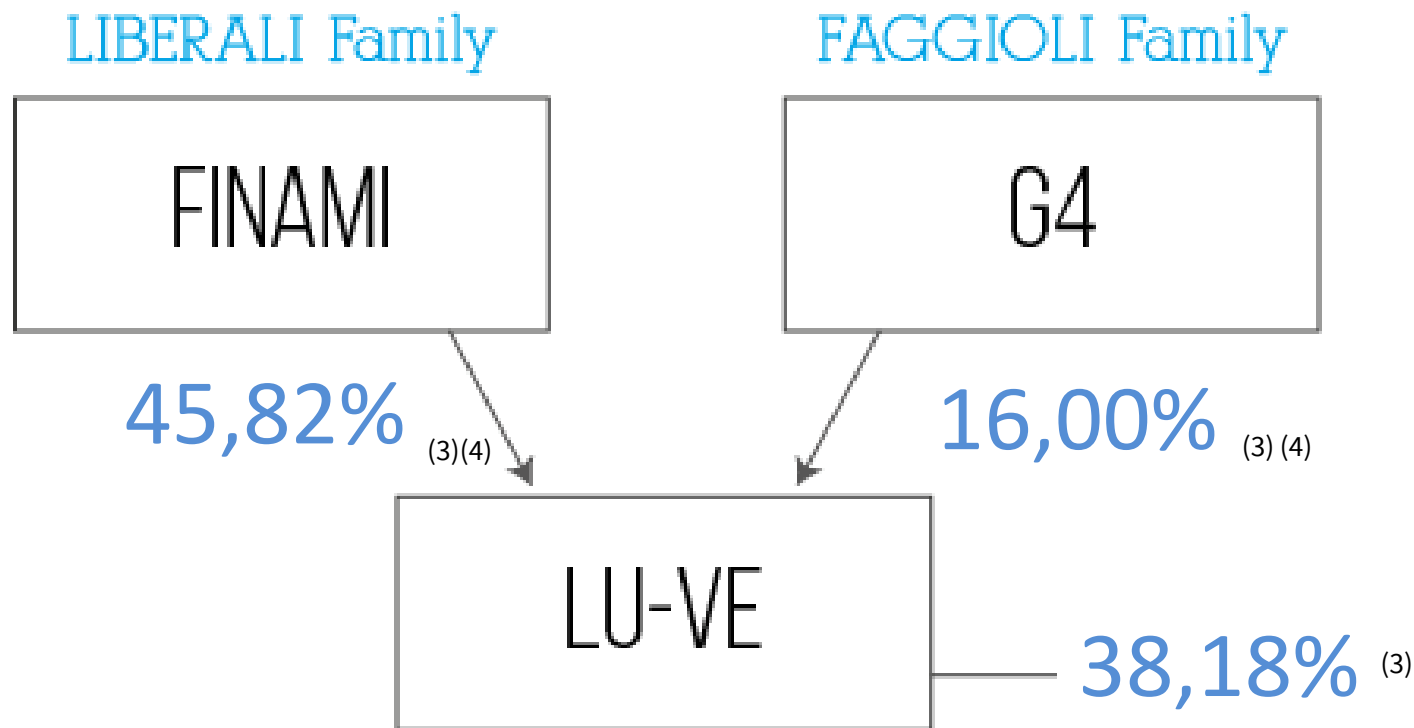 LIBERALI Family
FAGGIOLI Family
FINAMI
G4
45,82% (3)(4)
16,00% (3) (4)
LU-VE
38,18% (3)